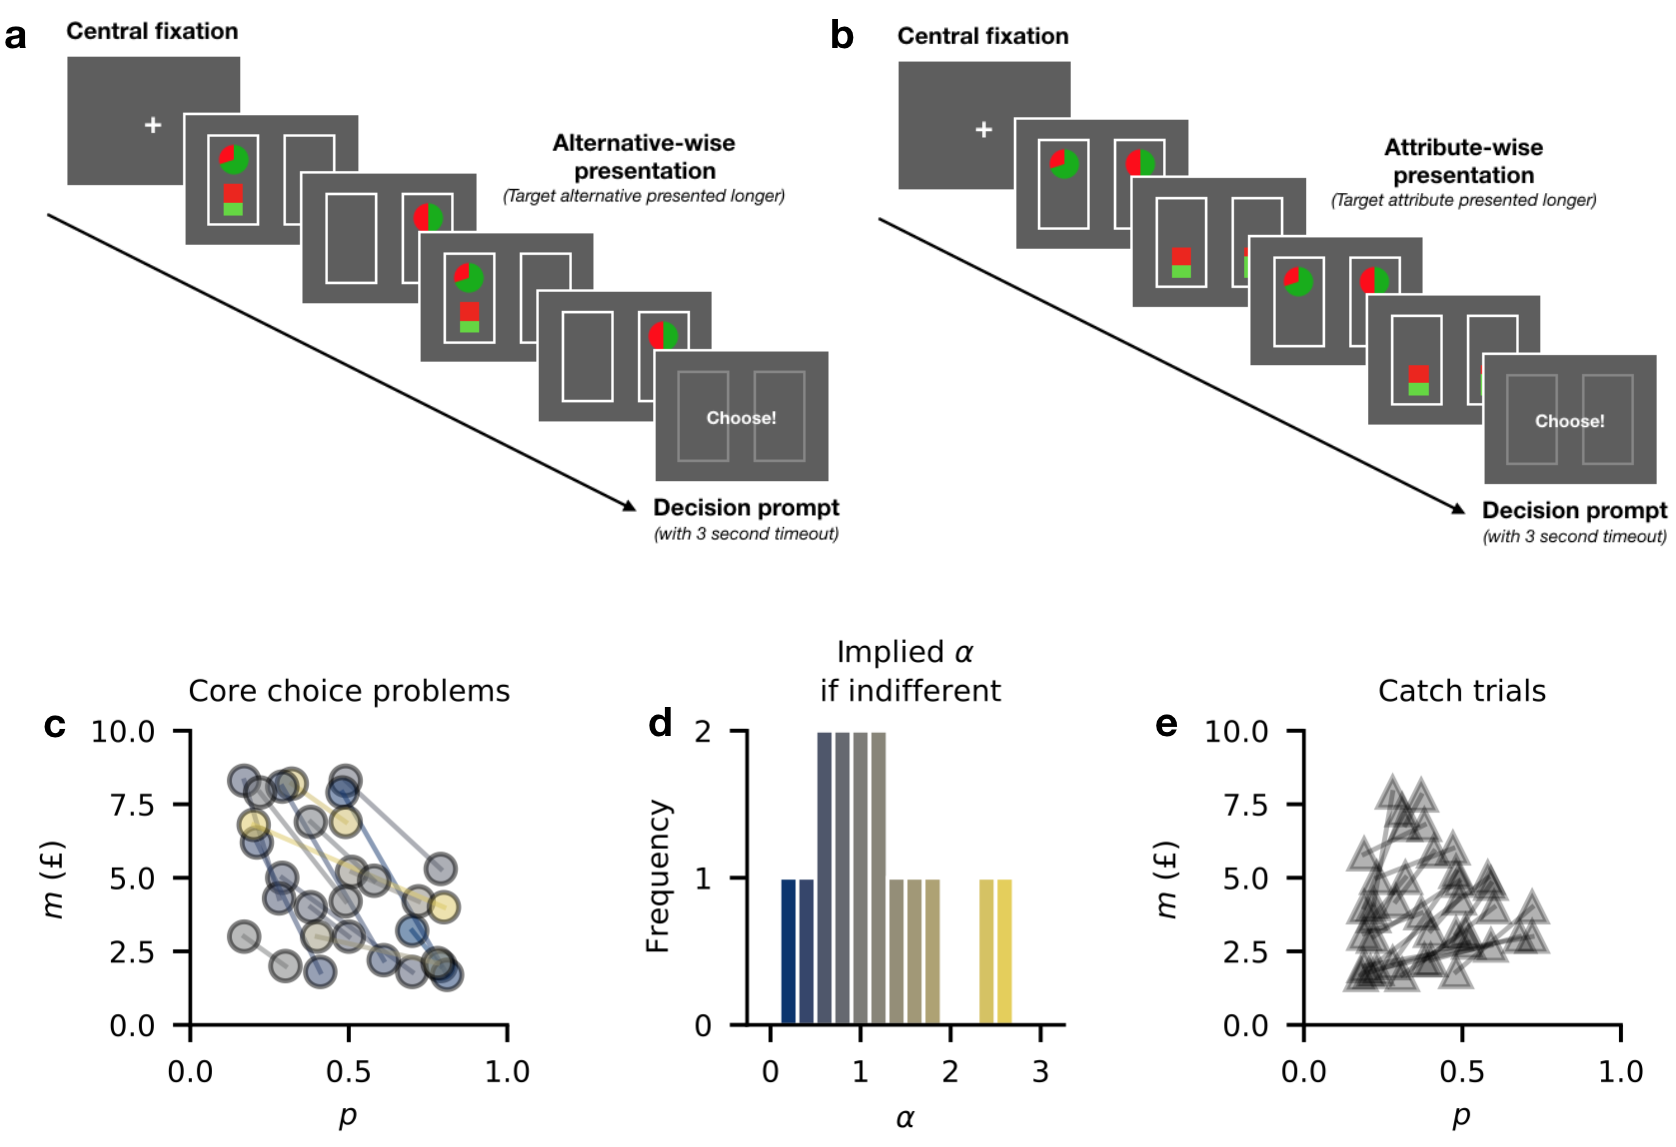 a
Central fixation
+
Alternative-wise
presentation
(Target alternative presented longer)
Choose!
Decision prompt
(with 3 second timeout)
b
Central fixation
+
Attribute-wise
presentation
(Target attribute presented longer)
Choose!
Decision prompt
(with 3 second timeout)
c
Core choice problems
10.0
7.5
5.0
2.5
0.0
m (£)
0.0 0.5 1.0
p
d
Implied α
if indifferent
2
1
0
Frequency
0 1 2 3
α
e
Catch trials
10.0
7.5
5.0
2.5
0.0
m (£)
0.0 0.5 1.0
p